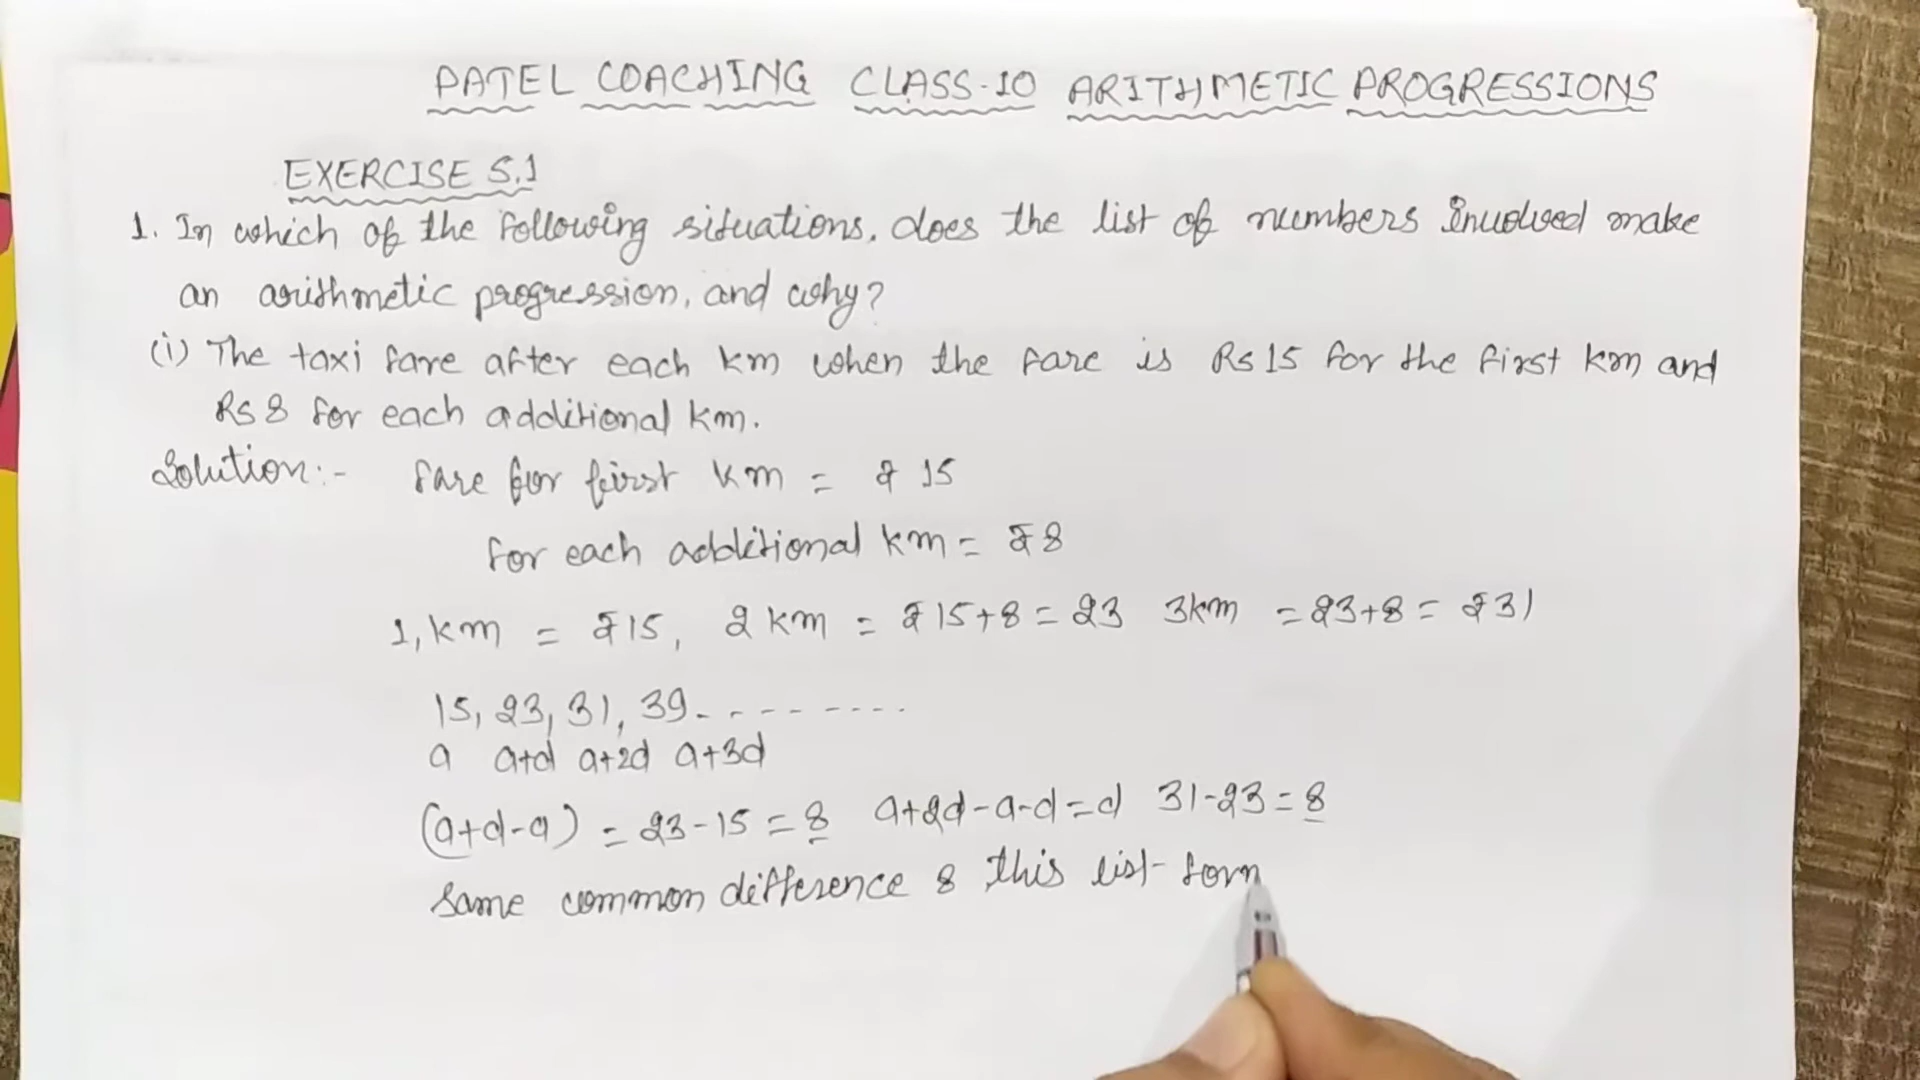 PATEL COACHING CLASS-10 ARITHMETIC PROGRESSIONS
EXERCISE 5.1
1. In which of the following situations, does the list of numbers involved make
an arithmetic progression, and why?
(i) The taxi fare after each km when the fare is Rs 15 for the first km and
Rs 8 for each additional km.
Solution:- fare for first km = ₹ 15
for each additional km = ₹8
1, km = ₹15, 2 km = ₹15+8 = 23 3km = 23+8 = ₹31
15, 23, 31, 39- - - - - - - - -
a a+d a+2d a+3d
(a+d-a) = 23-15 = 8 a+2d-a-d=d 31-23=8
Same common difference 8 this list form